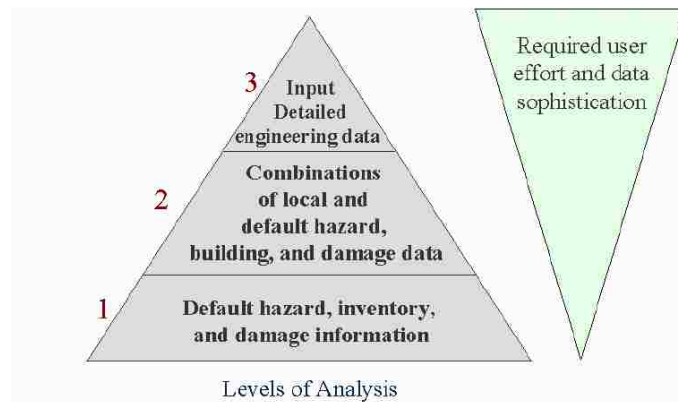 3
Input
Detailed
engineering data
2
Combinations
of local and
default hazard,
building, and damage data
1
Default hazard, inventory,
and damage information
Levels of Analysis
Required user
effort and data
sophistication